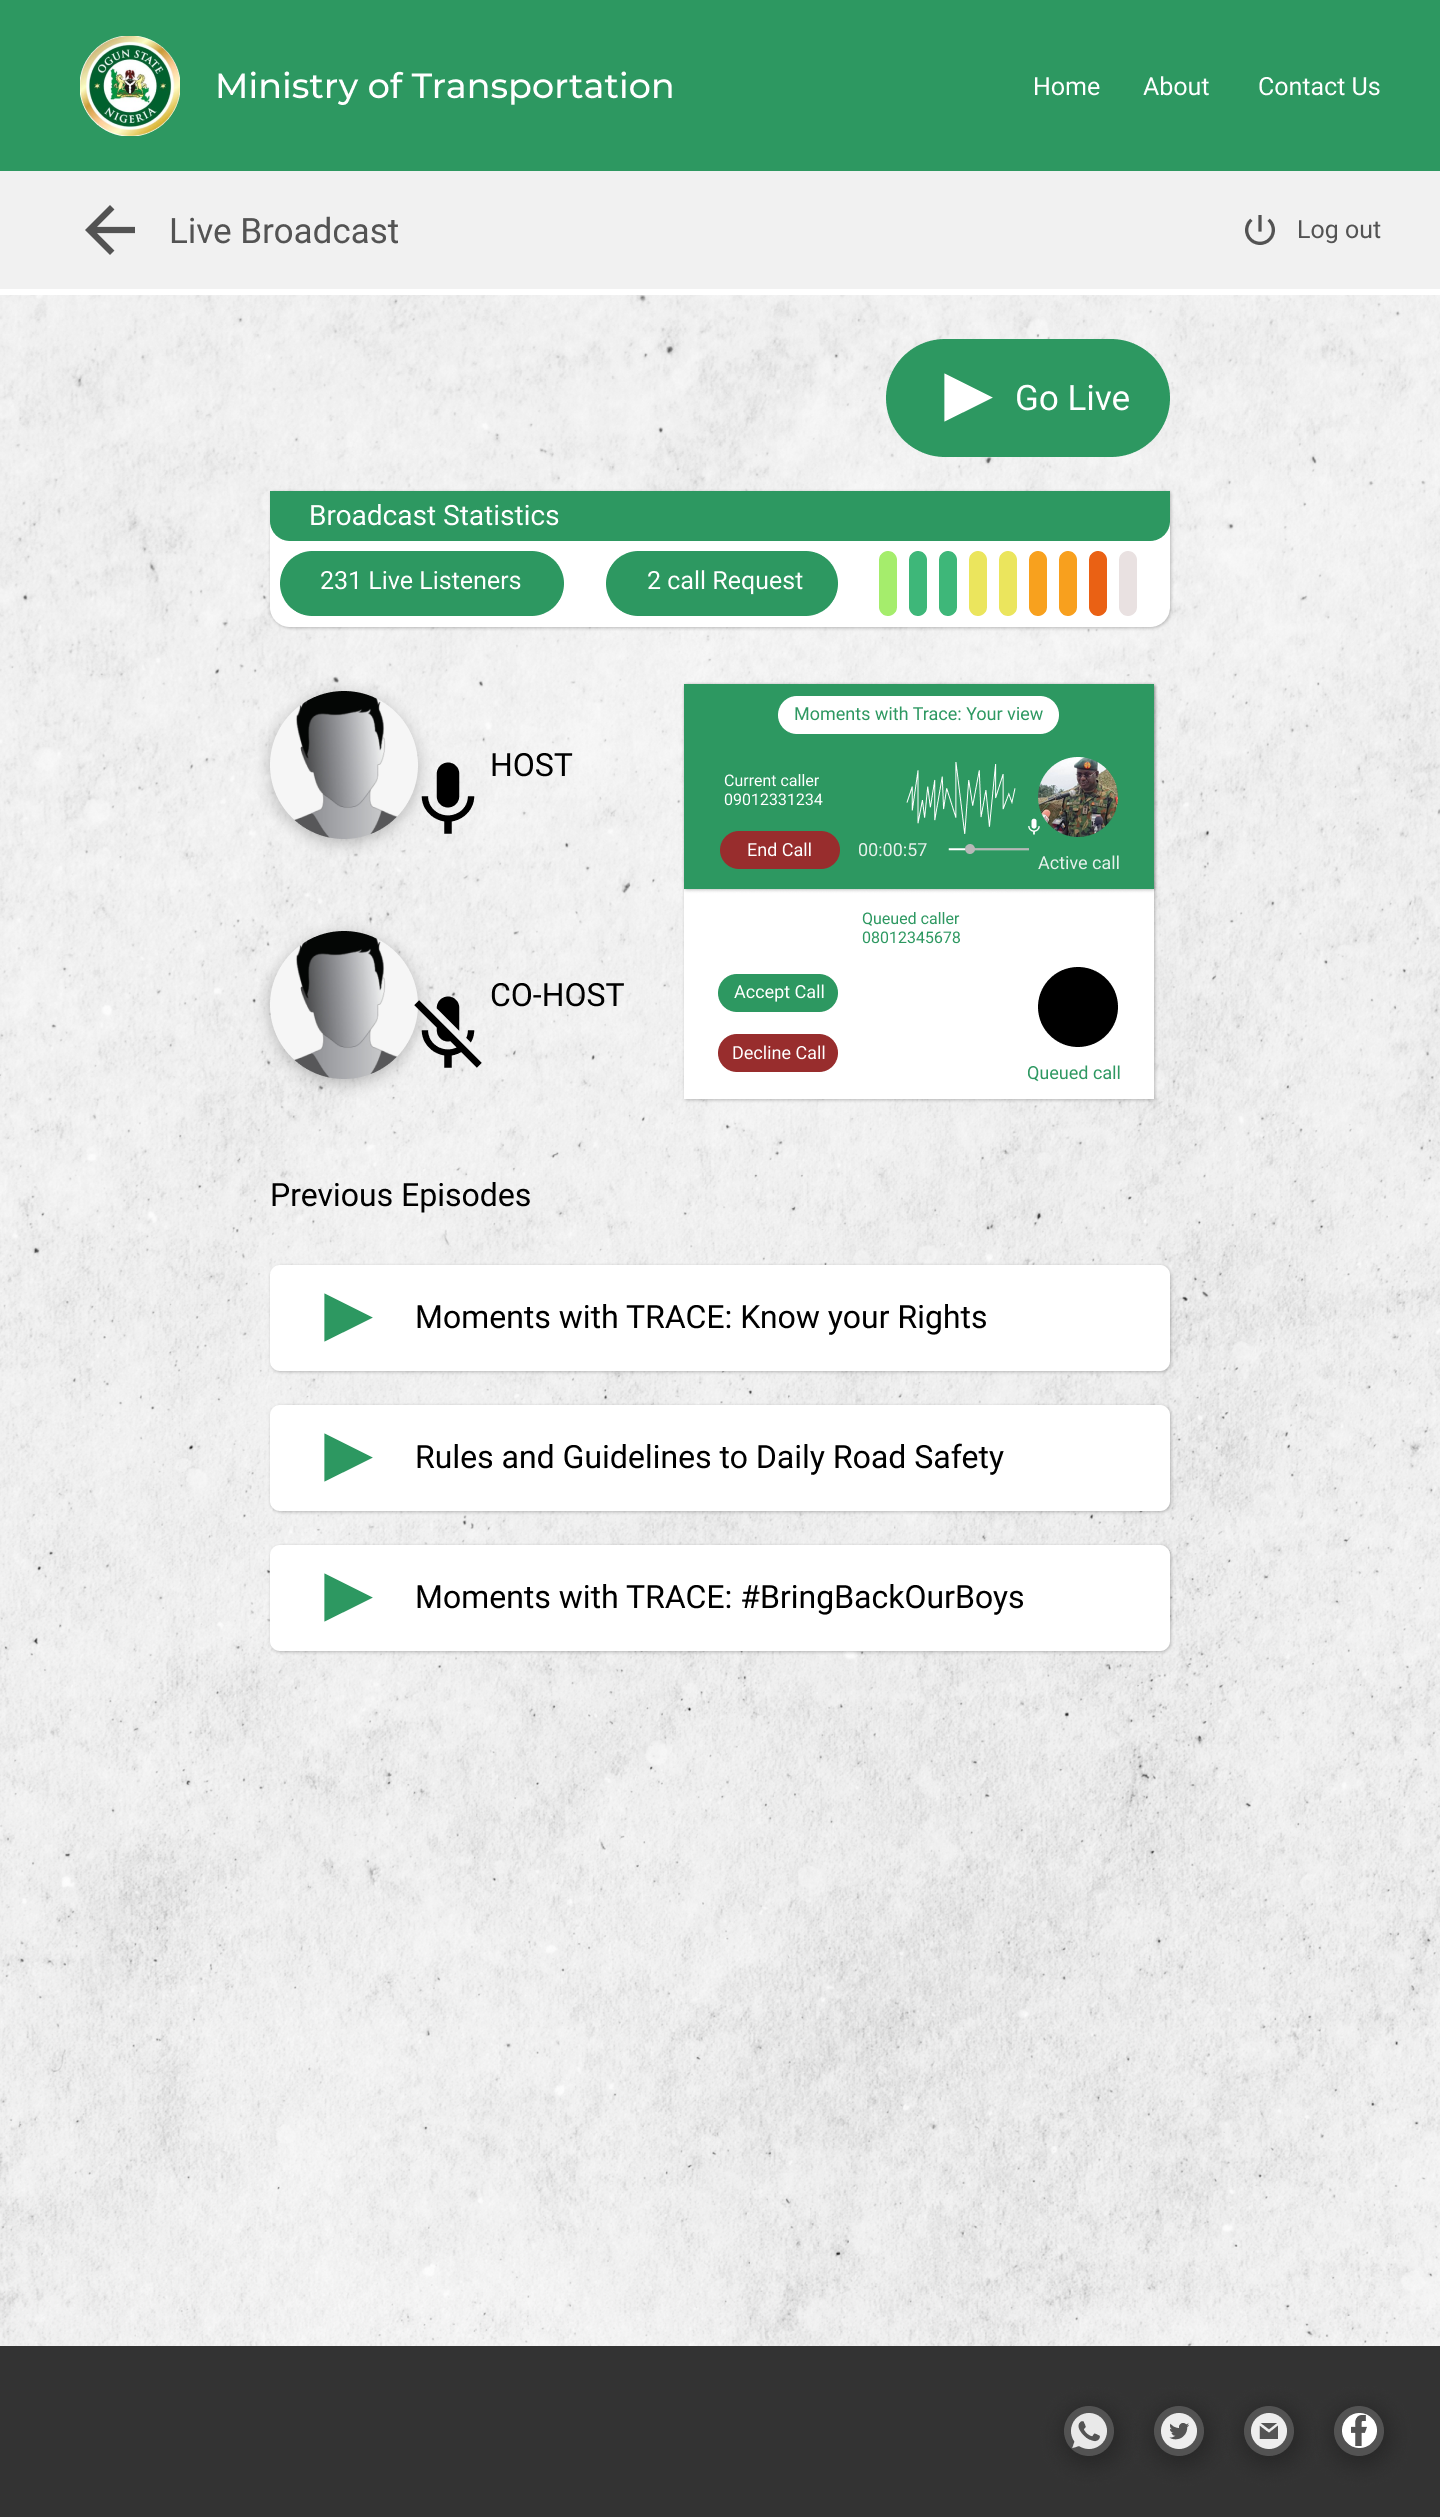 OGUN STATE
NIGERIA
Ministry of Transportation
Home
About
Contact Us
Live Broadcast
Log out
Go Live
Broadcast Statistics
231 Live Listeners
2 call Request
HOST
Moments with Trace: Your view
Current caller
09012331234
End Call
00:00:57
Active call
CO-HOST
Queued caller
08012345678
Accept Call
Decline Call
Queued call
Previous Episodes
Moments with TRACE: Know your Rights
Rules and Guidelines to Daily Road Safety
Moments with TRACE: #BringBackOurBoys